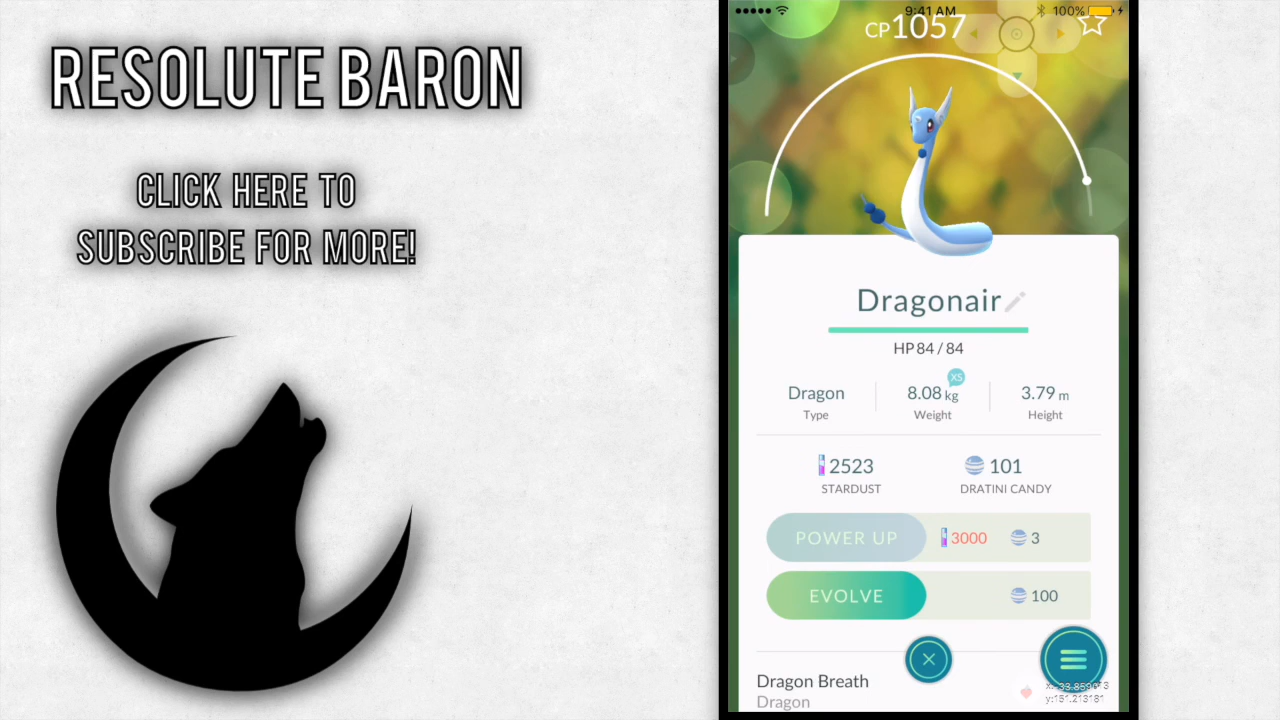 RESOLUTE BARON
CLICK HERE TO
SUBSCRIBE FOR MORE!
9:41 AM
100%
CP1057
Dragonair
HP 84 / 84
XS
Dragon
8.08 kg
3.79 m
Type
Weight
Height
2523
101
STARDUST
DRATINI CANDY
POWER UP
3000
3
EVOLVE
100
Dragon Breath
Dragon
y:151.213181